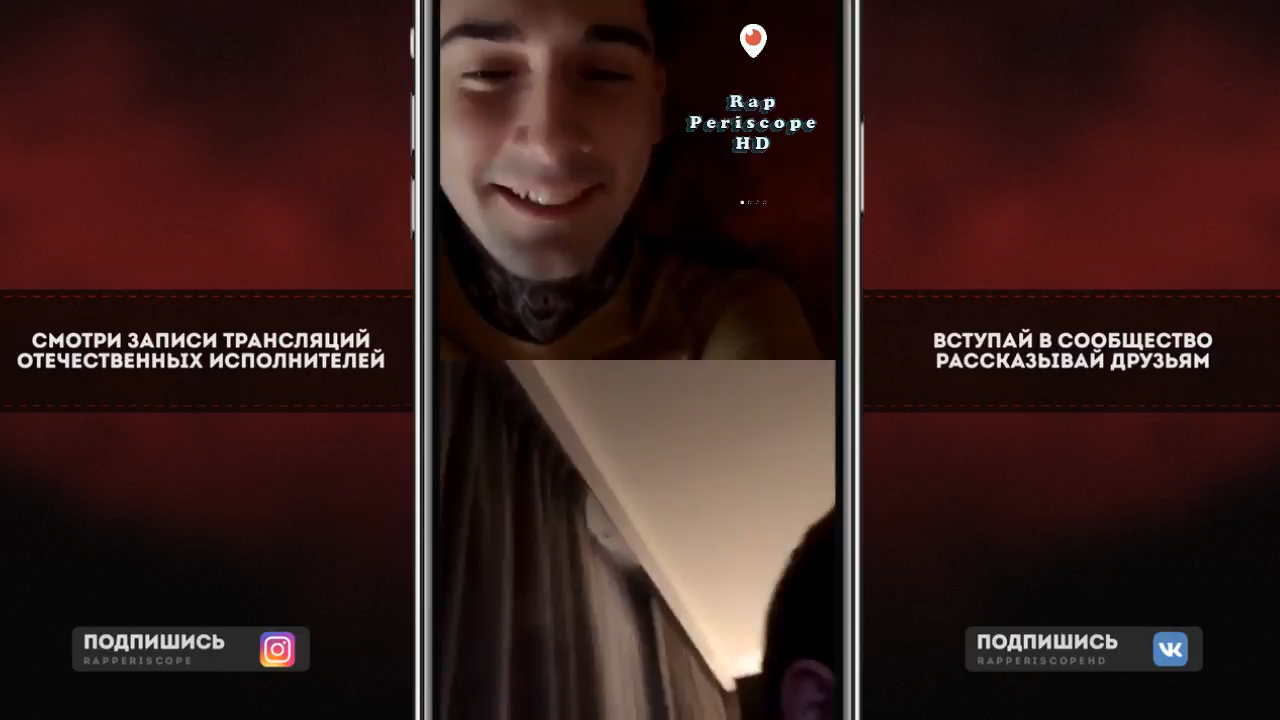 Rap
Periscope
HD
СМОТРИ ЗАПИСИ ТРАНСЛЯЦИЙ
ОТЕЧЕСТВЕННЫХ ИСПОЛНИТЕЛЕЙ
ВСТУПАЙ В СООБЩЕСТВО
РАССКАЗЫВАЙ ДРУЗЬЯМ
ПОДПИШИСЬ
RAPPERISCOPE
ПОДПИШИСЬ
RAPPERISCOPEHD